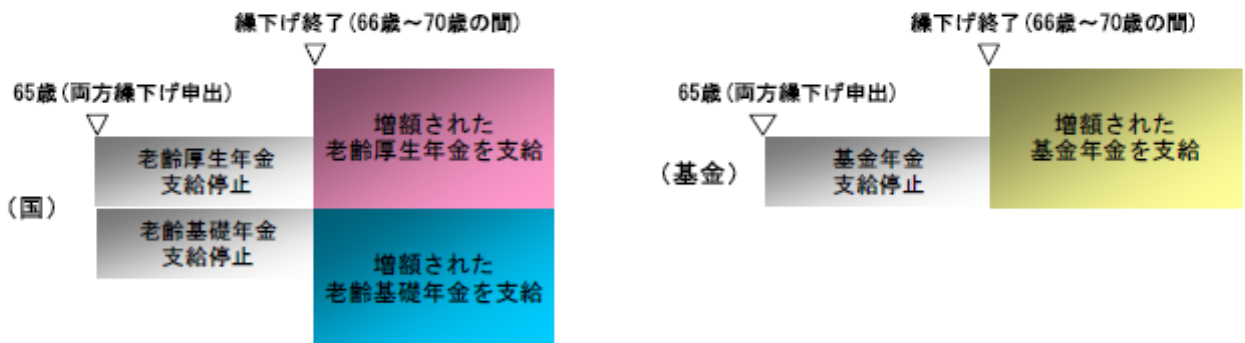 繰下げ終了(66歳～70歳の間)
▽
65歳(両方繰下げ申出)
▽
(国)
老齢厚生年金
支給停止
老齢基礎年金
支給停止
増額された
老齢厚生年金を支給
増額された
老齢基礎年金を支給
繰下げ終了(66歳～70歳の間)
▽
65歳(両方繰下げ申出)
▽
(基金)
基金年金
支給停止
増額された
基金年金を支給